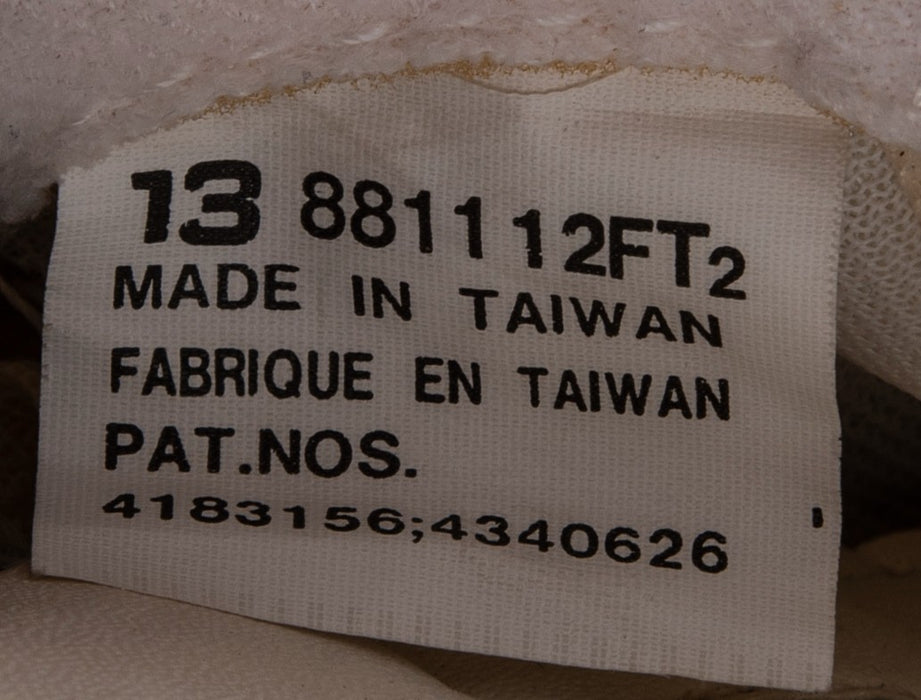 13 881112FT2
MADE IN TAIWAN
FABRIQUE EN TAIWAN
PAT.NOS.
4183156;4340626